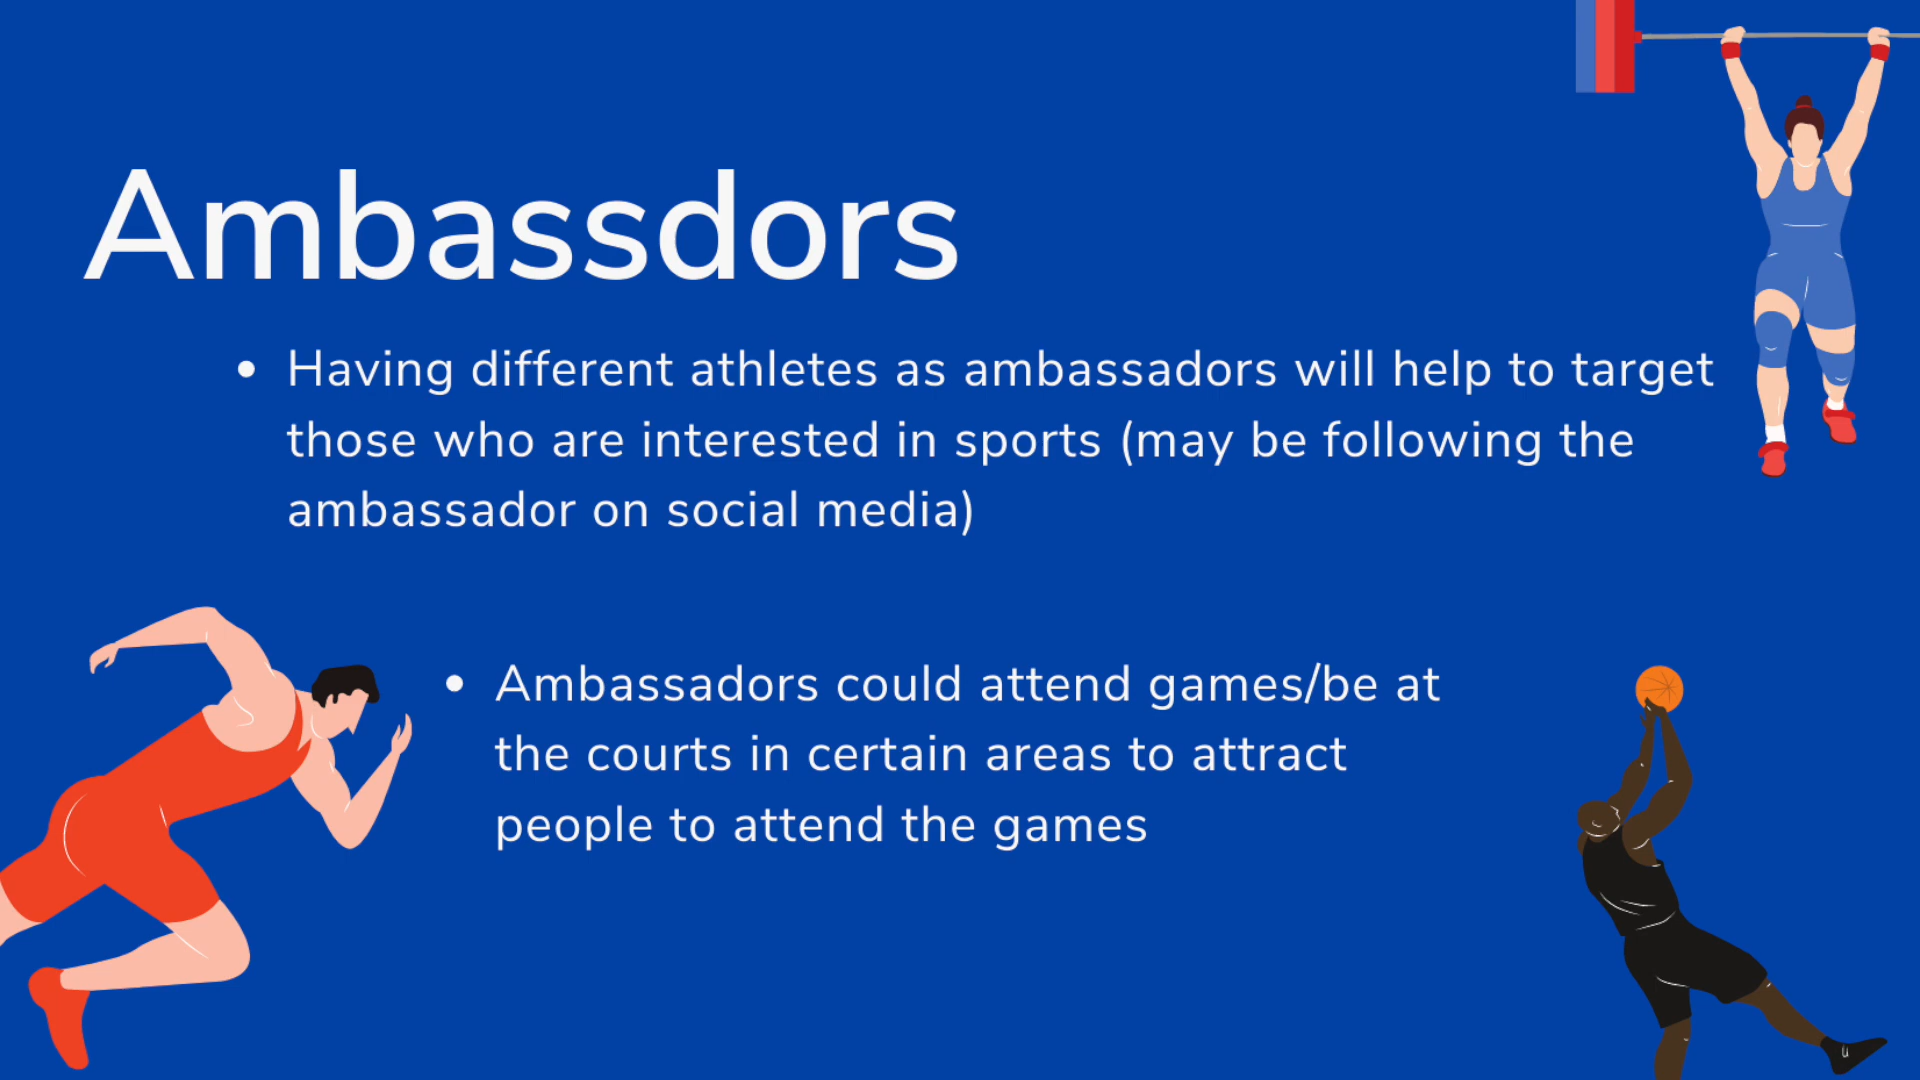 Ambassdors
• Having different athletes as ambassadors will help to target
those who are interested in sports (may be following the
ambassador on social media)
• Ambassadors could attend games/be at
the courts in certain areas to attract
people to attend the games